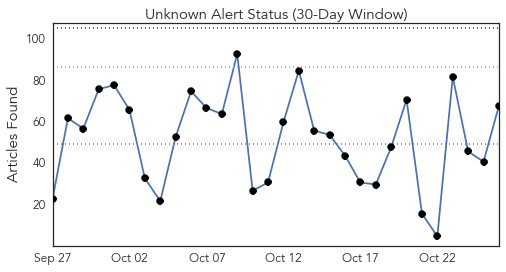 Unknown Alert Status (30-Day Window)
Articles Found
100
80
60
40
20
Sep 27 Oct 02 Oct 07 Oct 12 Oct 17 Oct 22